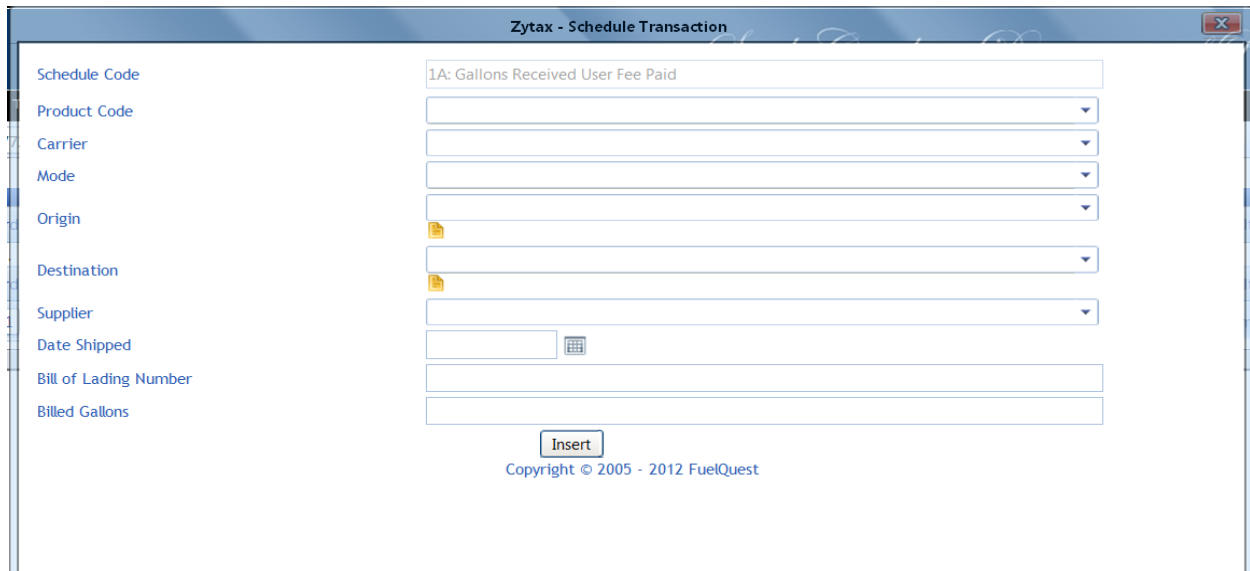 Zytax - Schedule Transaction
Schedule Code
1A: Gallons Received User Fee Paid
Product Code
Carrier
Mode
Origin
Destination
Supplier
Date Shipped
Bill of Lading Number
Billed Gallons
Insert
Copyright © 2005 - 2012 FuelQuest